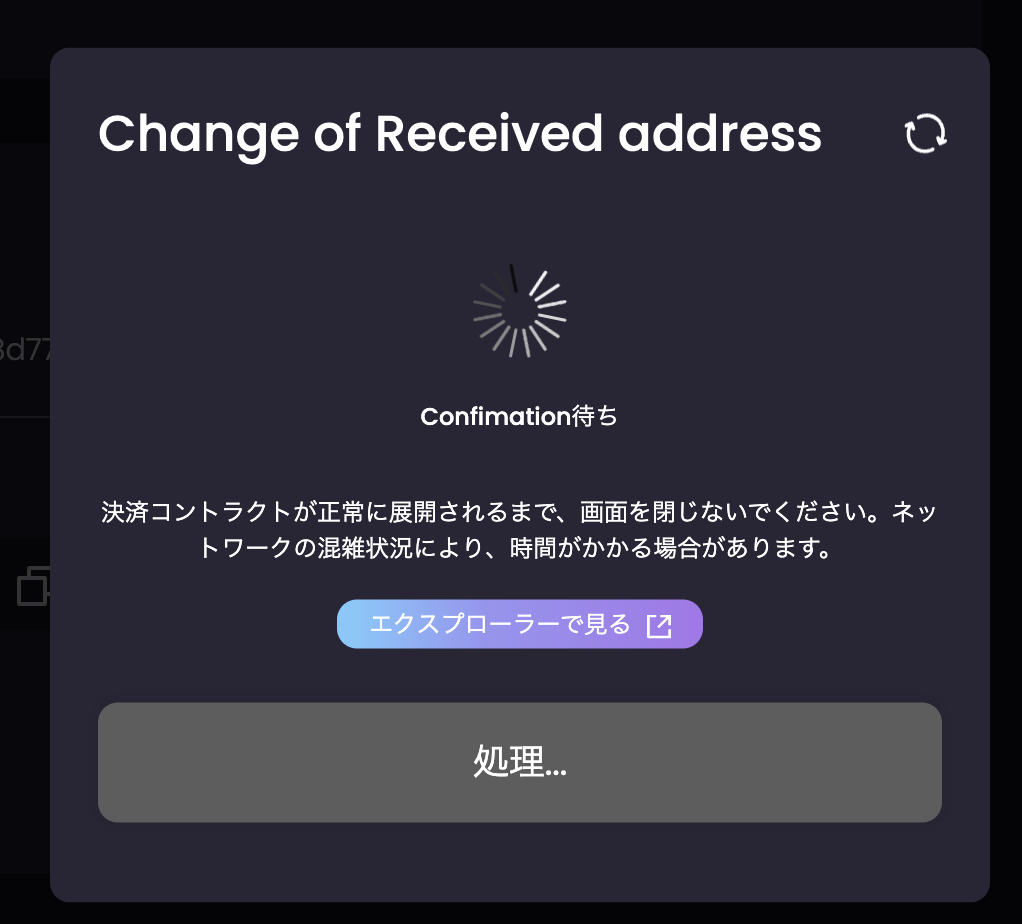 Change of Received address
3d77
Confimation待ち
決済コントラクトが正常に展開されるまで、画面を閉じないでください。ネッ
トワークの混雑状況により、時間がかかる場合があります。
エクスプローラーで見る
処理...